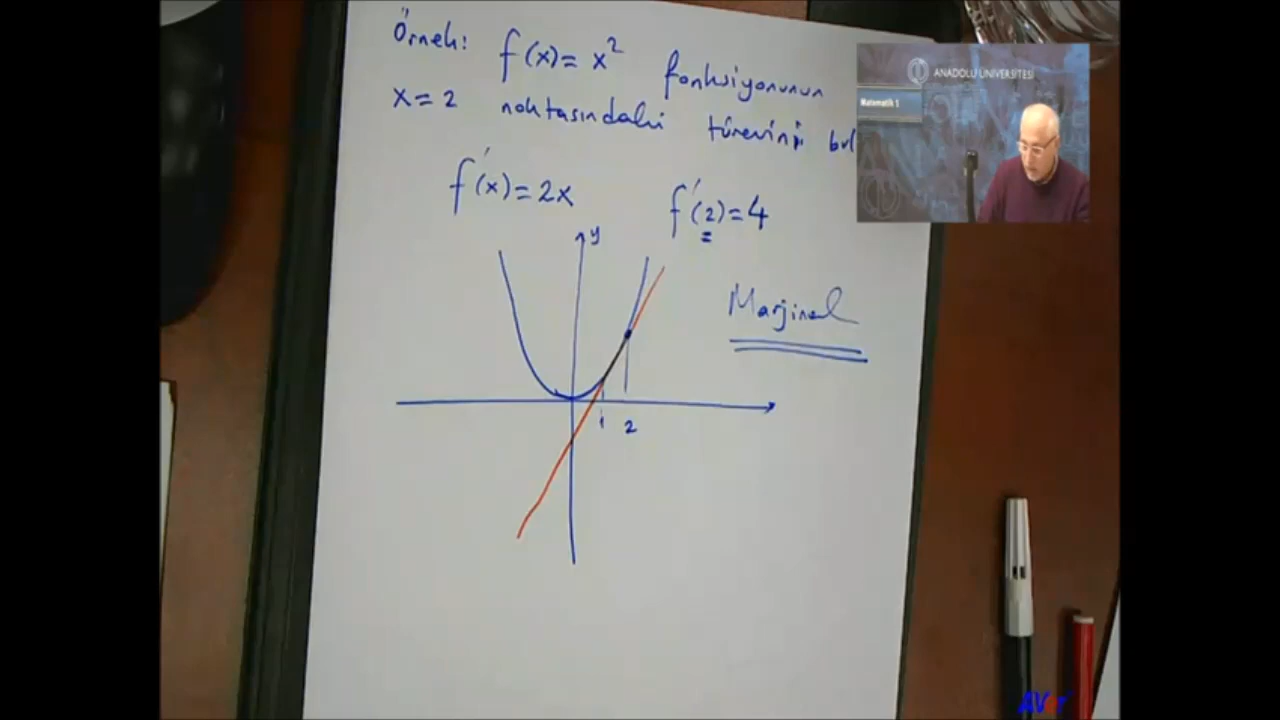 Örnek: f(x)= x² fonksiyonunun
x=2 noktasındaki türevini bul
f'(x)=2x f'(2)=4
y
Marjinal
1 2
ANADOLU ÜNİVERSİTESİ
Matematik 1